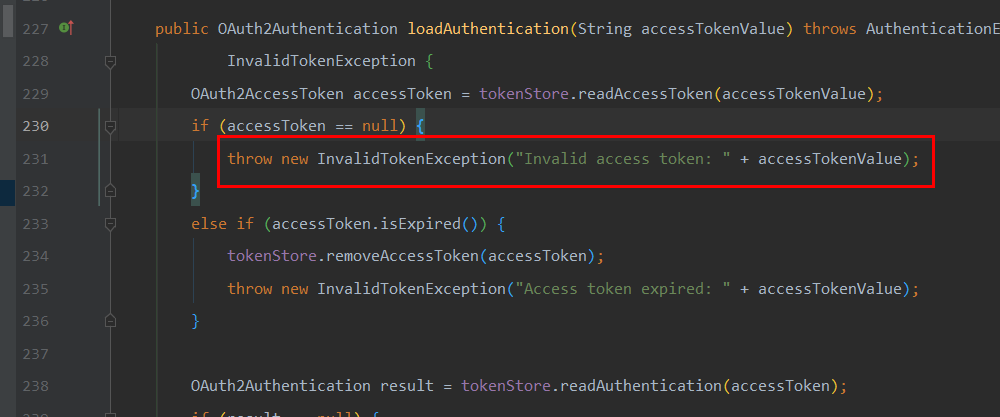 227 public OAuth2Authentication loadAuthentication(String accessTokenValue) throws AuthenticationE
228 InvalidTokenException {
229 OAuth2AccessToken accessToken = tokenStore.readAccessToken(accessTokenValue);
230 if (accessToken == null) {
231 throw new InvalidTokenException("Invalid access token: " + accessTokenValue);
232 }
233 else if (accessToken.isExpired()) {
234 tokenStore.removeAccessToken(accessToken);
235 throw new InvalidTokenException("Access token expired: " + accessTokenValue);
236 }
237
238 OAuth2Authentication result = tokenStore.readAuthentication(accessToken);